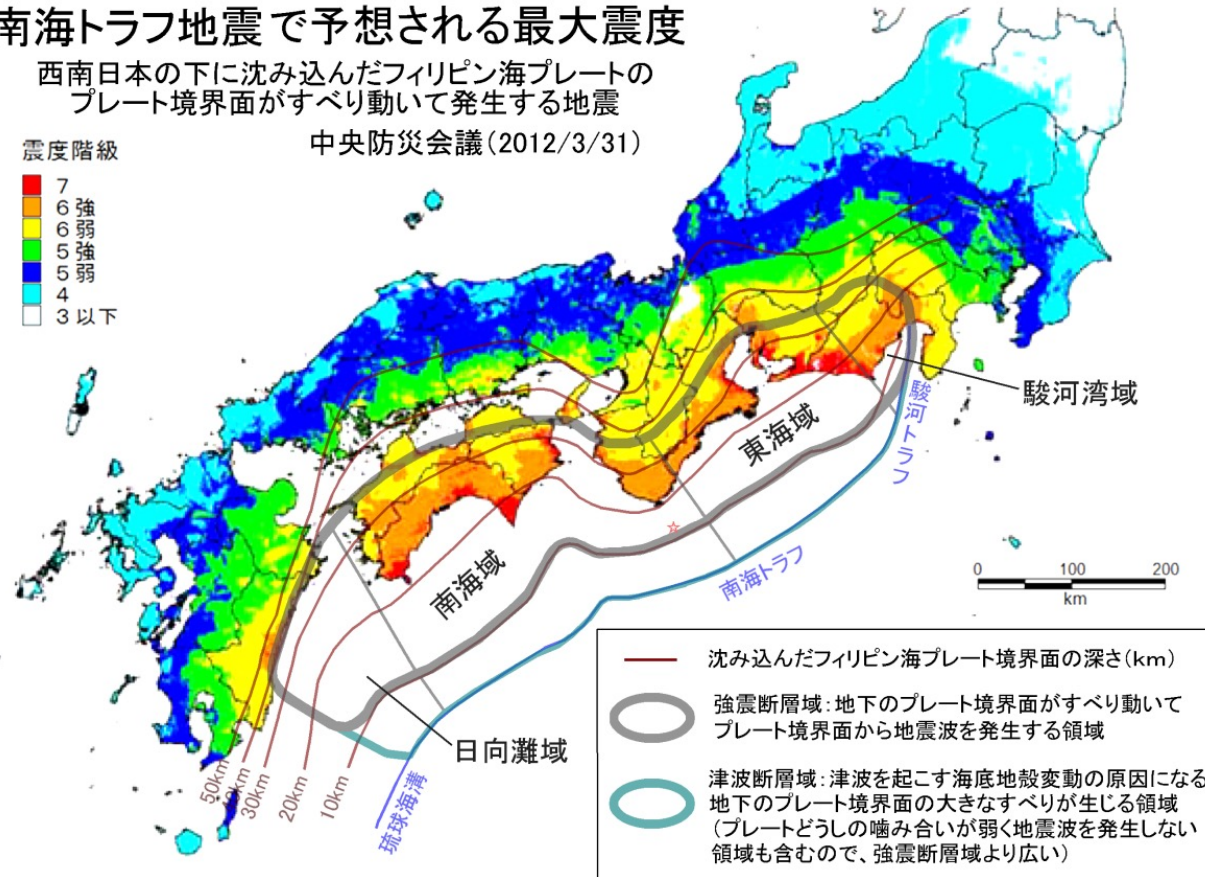 南海トラフ地震で予想される最大震度
西南日本の下に沈み込んだフィリピン海プレートの
プレート境界面がすべり動いて発生する地震
中央防災会議(2012/3/31)
震度階級
7
6強
6弱
5強
5弱
4
3以下
駿河湾域
駿河トラフ
東海域
南海トラフ
南海域
日向灘域
琉球海溝
50km
40km
30km
20km
10km
0 100 200
km
沈み込んだフィリピン海プレート境界面の深さ(km)
強震断層域:地下のプレート境界面がすべり動いて
プレート境界面から地震波を発生する領域
津波断層域:津波を起こす海底地殻変動の原因になる
地下のプレート境界面の大きなすべりが生じる領域
(プレートどうしの噛み合いが弱く地震波を発生しない
領域も含むので、強震断層域より広い)